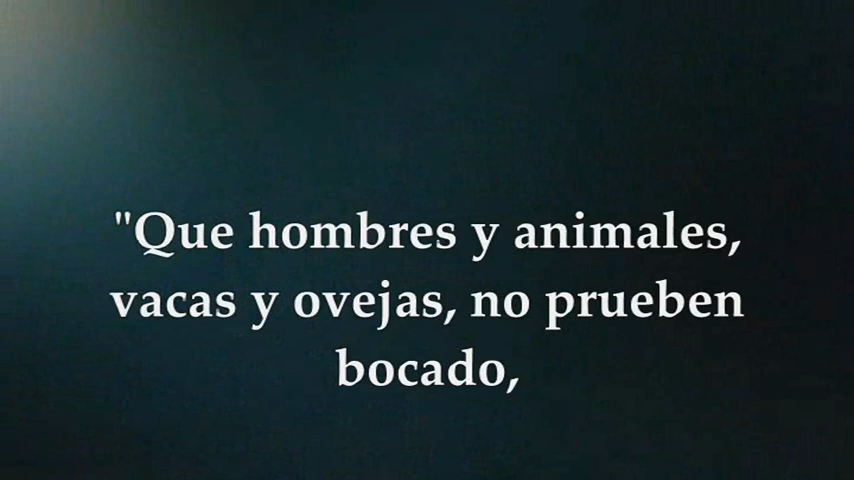 "Que hombres y animales,
vacas y ovejas, no prueben
bocado,